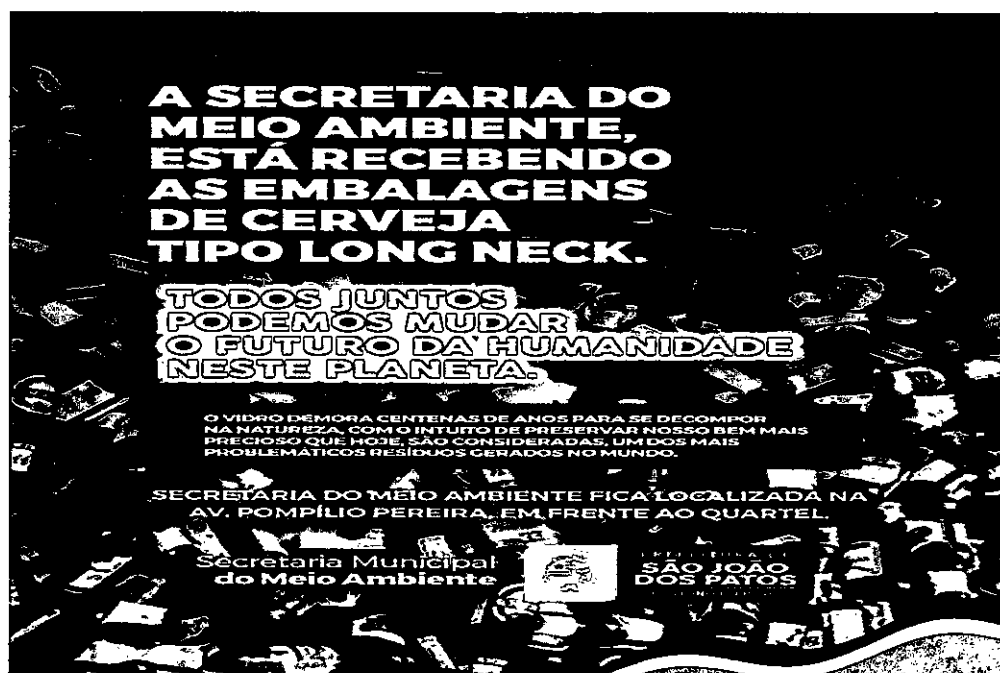 A SECRETARIA DO
MEIO AMBIENTE,
ESTÁ RECEBENDO
AS EMBALAGENS
DE CERVEJA
TIPO LONG NECK.
TODOS JUNTOS
PODEMOS MUDAR
O FUTURO DA HUMANIDADE
NESTE PLANETA.
O VIDRO DEMORA CENTENAS DE ANOS PARA SE DECOMPOR
NA NATUREZA, COM O INTUITO DE PRESERVAR NOSSO BEM MAIS
PRECIOSO QUE HOJE, SÃO CONSIDERADAS, UM DOS MAIS
PROBLEMÁTICOS RESÍDUOS GERADOS NO MUNDO.
SECRETARIA DO MEIO AMBIENTE FICA LOCALIZADA NA
AV. POMPÍLIO PEREIRA, EM FRENTE AO QUARTEL.
Secretaria Municipal
do Meio Ambiente
PREFEITURA DE
SÃO JOÃO
DOS PATOS